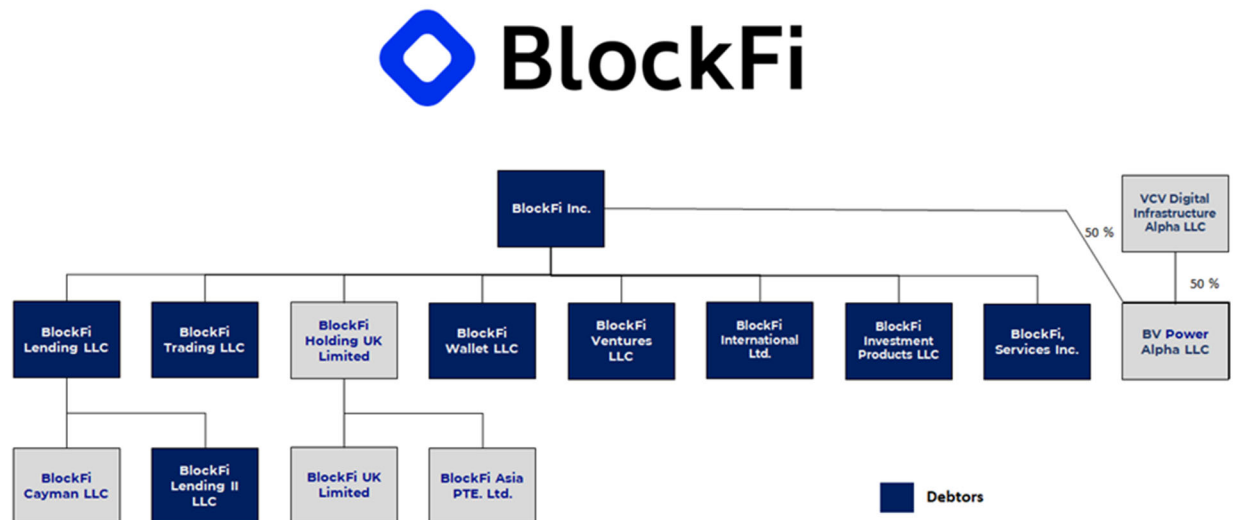 BlockFi
BlockFi Inc.
VCV Digital
Infrastructure
Alpha LLC
50 %
50 %
BlockFi
Lending LLC
BlockFi
Trading LLC
BlockFi
Holding UK
Limited
BlockFi
Wallet LLC
BlockFi
Ventures
LLC
BlockFi
International
Ltd.
BlockFi
Investment
Products LLC
BlockFi,
Services Inc.
BV Power
Alpha LLC
BlockFi
Cayman LLC
BlockFi
Lending II
LLC
BlockFi UK
Limited
BlockFi Asia
PTE. Ltd.
Debtors